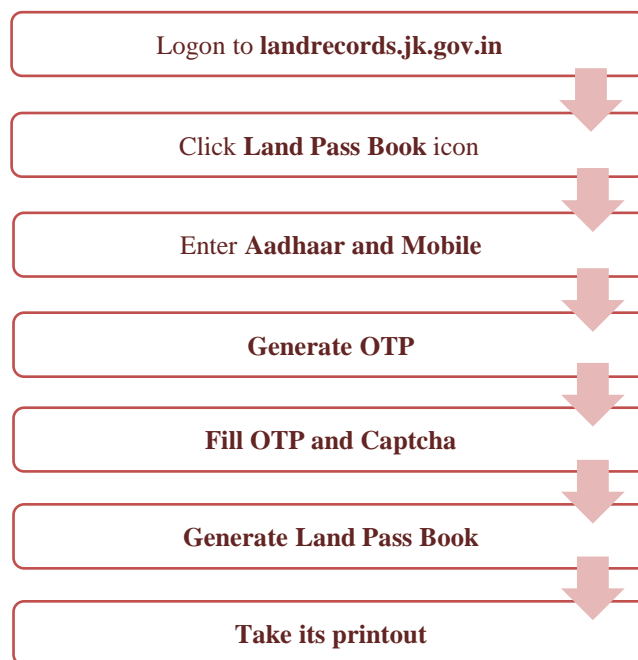 Logon to landrecords.jk.gov.in
Click Land Pass Book icon
Enter Aadhaar and Mobile
Generate OTP
Fill OTP and Captcha
Generate Land Pass Book
Take its printout